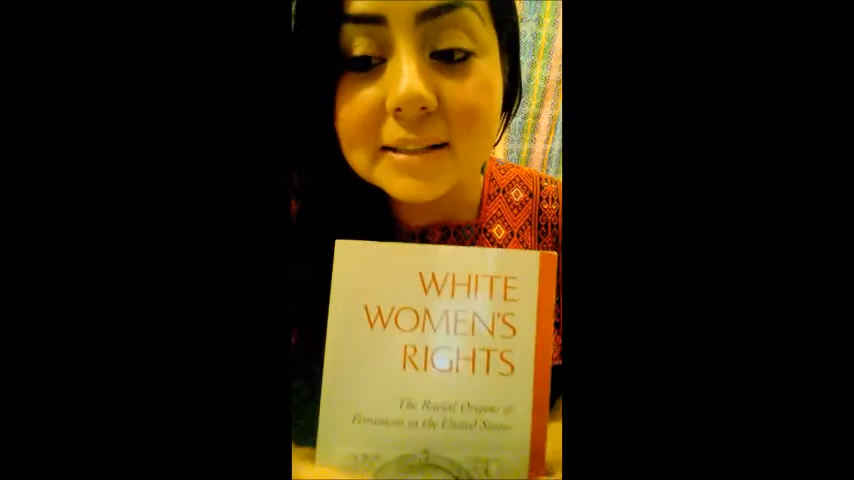 WHITE
WOMEN'S
RIGHTS
The Racial Origins of
Feminism in the United States